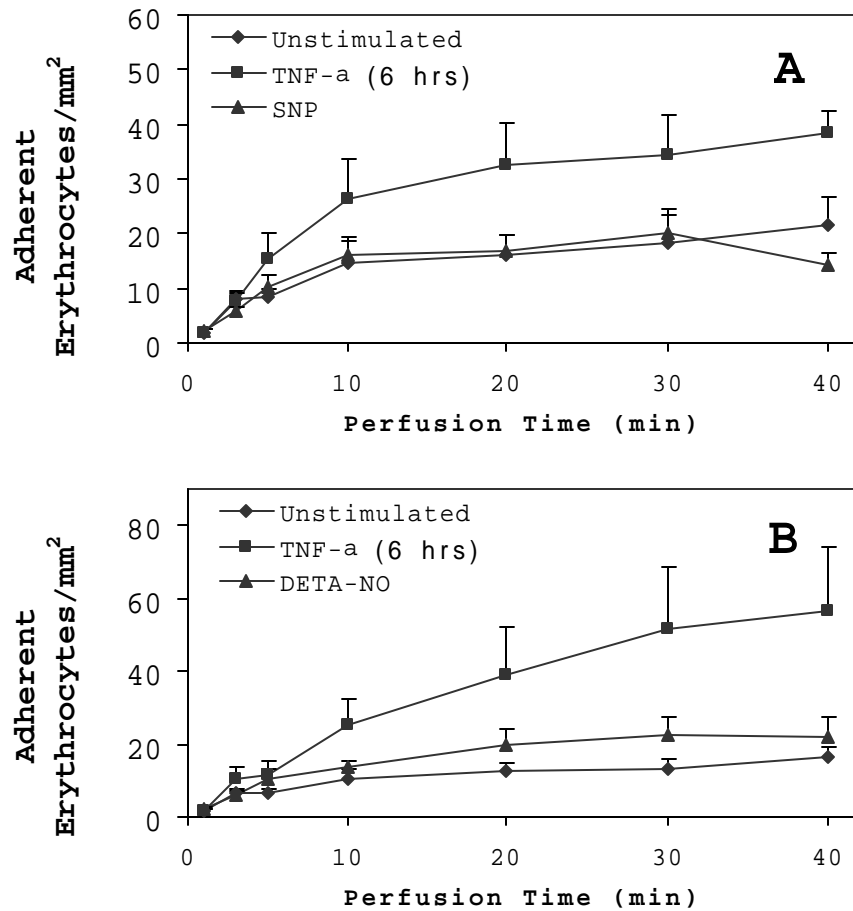 60
50
40
30
20
10
0
Adherent
Erythrocytes/mm²
Unstimulated
TNF-a (6 hrs)
SNP
A
0 10 20 30 40
Perfusion Time (min)
80
60
40
20
0
Adherent
Erythrocytes/mm²
Unstimulated
TNF-a (6 hrs)
DETA-NO
B
0 10 20 30 40
Perfusion Time (min)